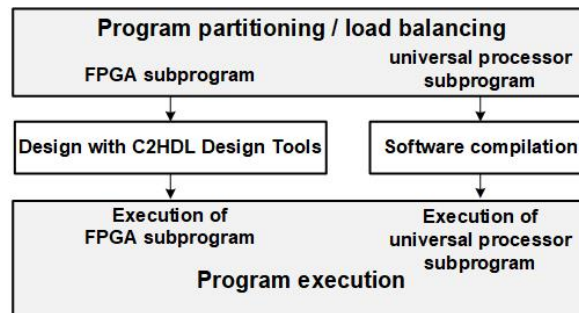 Program partitioning / load balancing
FPGA subprogram
universal processor
subprogram
Design with C2HDL Design Tools
Software compilation
Execution of
FPGA subprogram
Execution of
universal processor
subprogram
Program execution